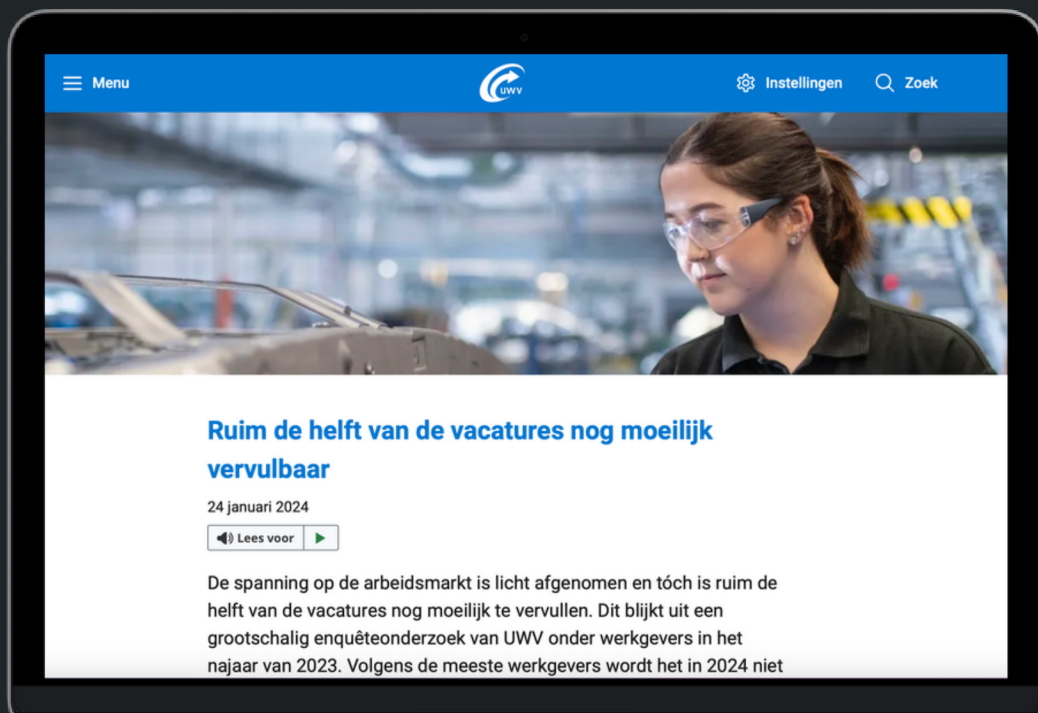 Menu
UWV
Instellingen
Zoek
Ruim de helft van de vacatures nog moeilijk
vervulbaar
24 januari 2024
Lees voor
De spanning op de arbeidsmarkt is licht afgenomen en tóch is ruim de
helft van de vacatures nog moeilijk te vervullen. Dit blijkt uit een
grootschalig enquêteonderzoek van UWV onder werkgevers in het
najaar van 2023. Volgens de meeste werkgevers wordt het in 2024 niet